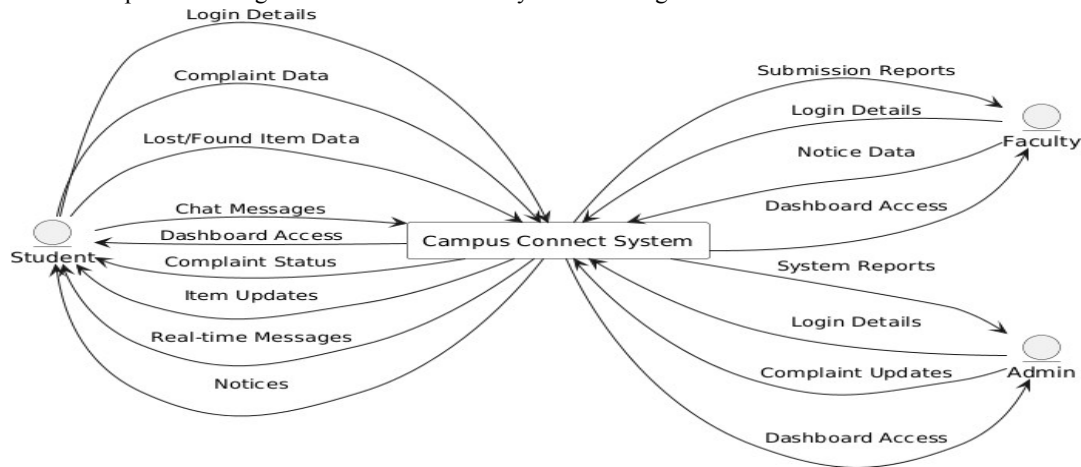 Login Details
Complaint Data
Lost/Found Item Data
Chat Messages
Dashboard Access
Complaint Status
Item Updates
Real-time Messages
Notices
Student
Campus Connect System
Submission Reports
Login Details
Notice Data
Dashboard Access
Faculty
System Reports
Login Details
Complaint Updates
Dashboard Access
Admin